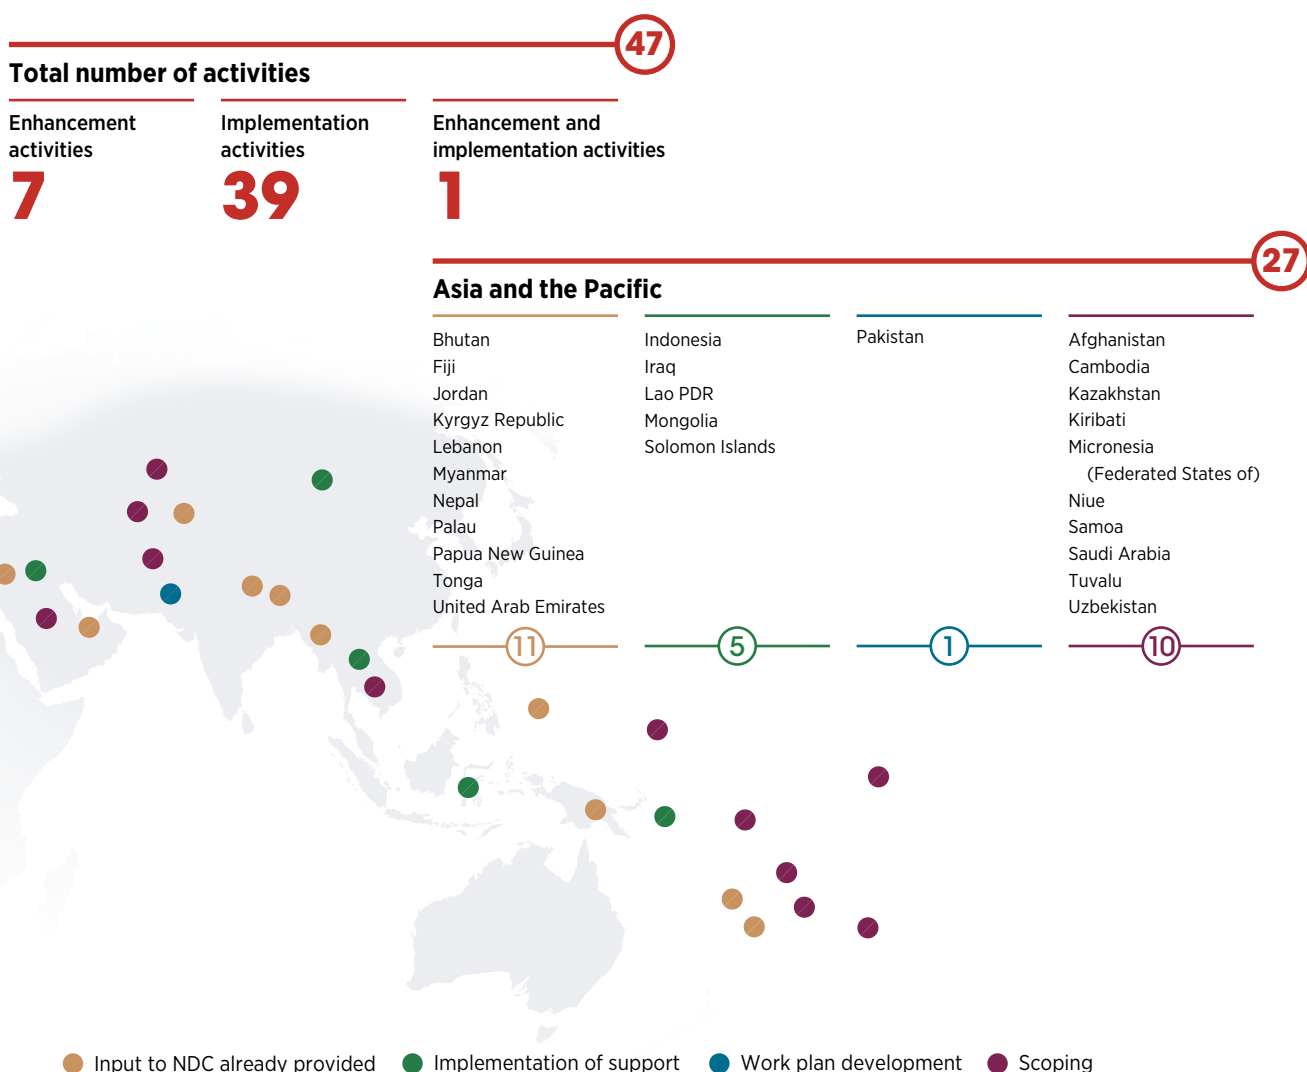 47
Total number of activities
Enhancement
activities
7
Implementation
activities
39
Enhancement and
implementation activities
1
27
Asia and the Pacific
Bhutan
Fiji
Jordan
Kyrgyz Republic
Lebanon
Myanmar
Nepal
Palau
Papua New Guinea
Tonga
United Arab Emirates
11
Indonesia
Iraq
Lao PDR
Mongolia
Solomon Islands
5
Pakistan
1
Afghanistan
Cambodia
Kazakhstan
Kiribati
Micronesia
(Federated States of)
Niue
Samoa
Saudi Arabia
Tuvalu
Uzbekistan
10
Input to NDC already provided
Implementation of support
Work plan development
Scoping